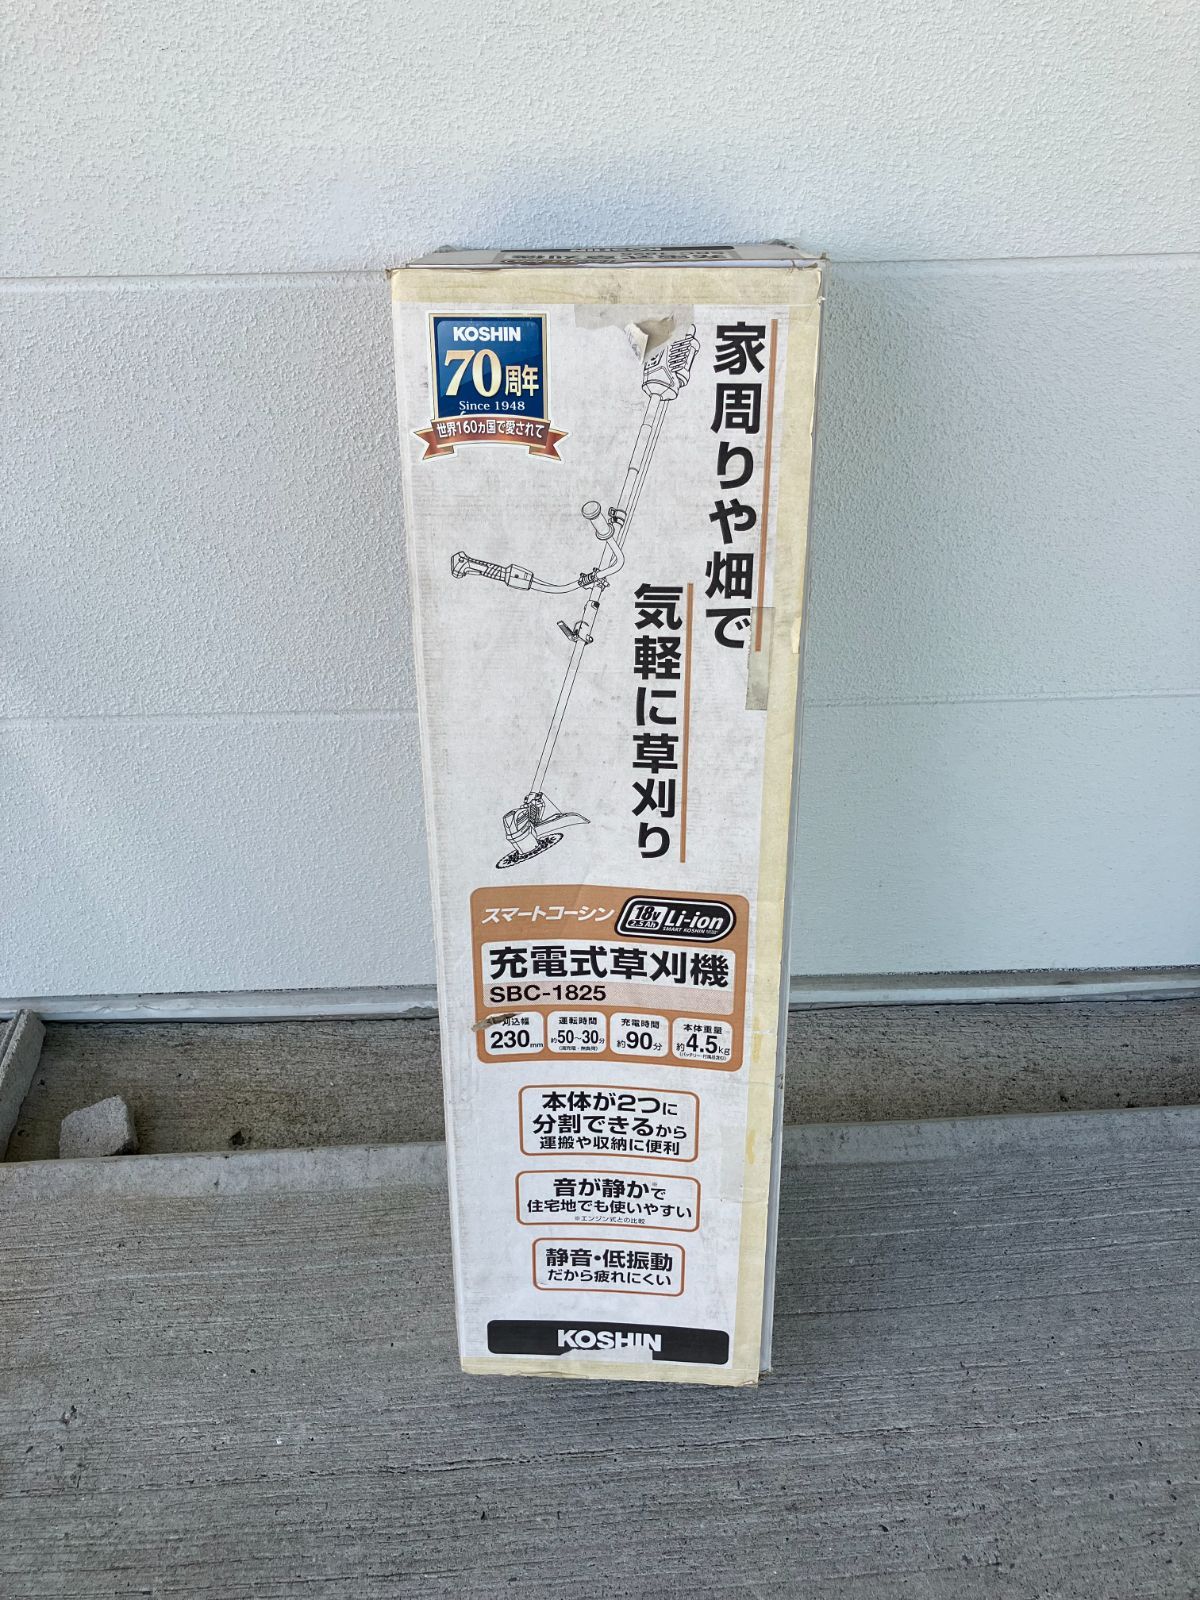 KOSHIN
KOSHIN
70周年
Since 1948
世界160ヵ国で愛されて
家周りや畑で
気軽に草刈り
スマートコーシン
18V
2.5Ah
Li-ion
充電式草刈機
SBC-1825
刈込幅
230mm
運転時間
約50~30分
充電時間
約90分
本体重量
約4.5kg
本体が2つに
分割できるから
運搬や収納に便利
音が静か※で
住宅地でも使いやすい
※エンジン式との比較
静音・低振動
だから疲れにくい
KOSHIN